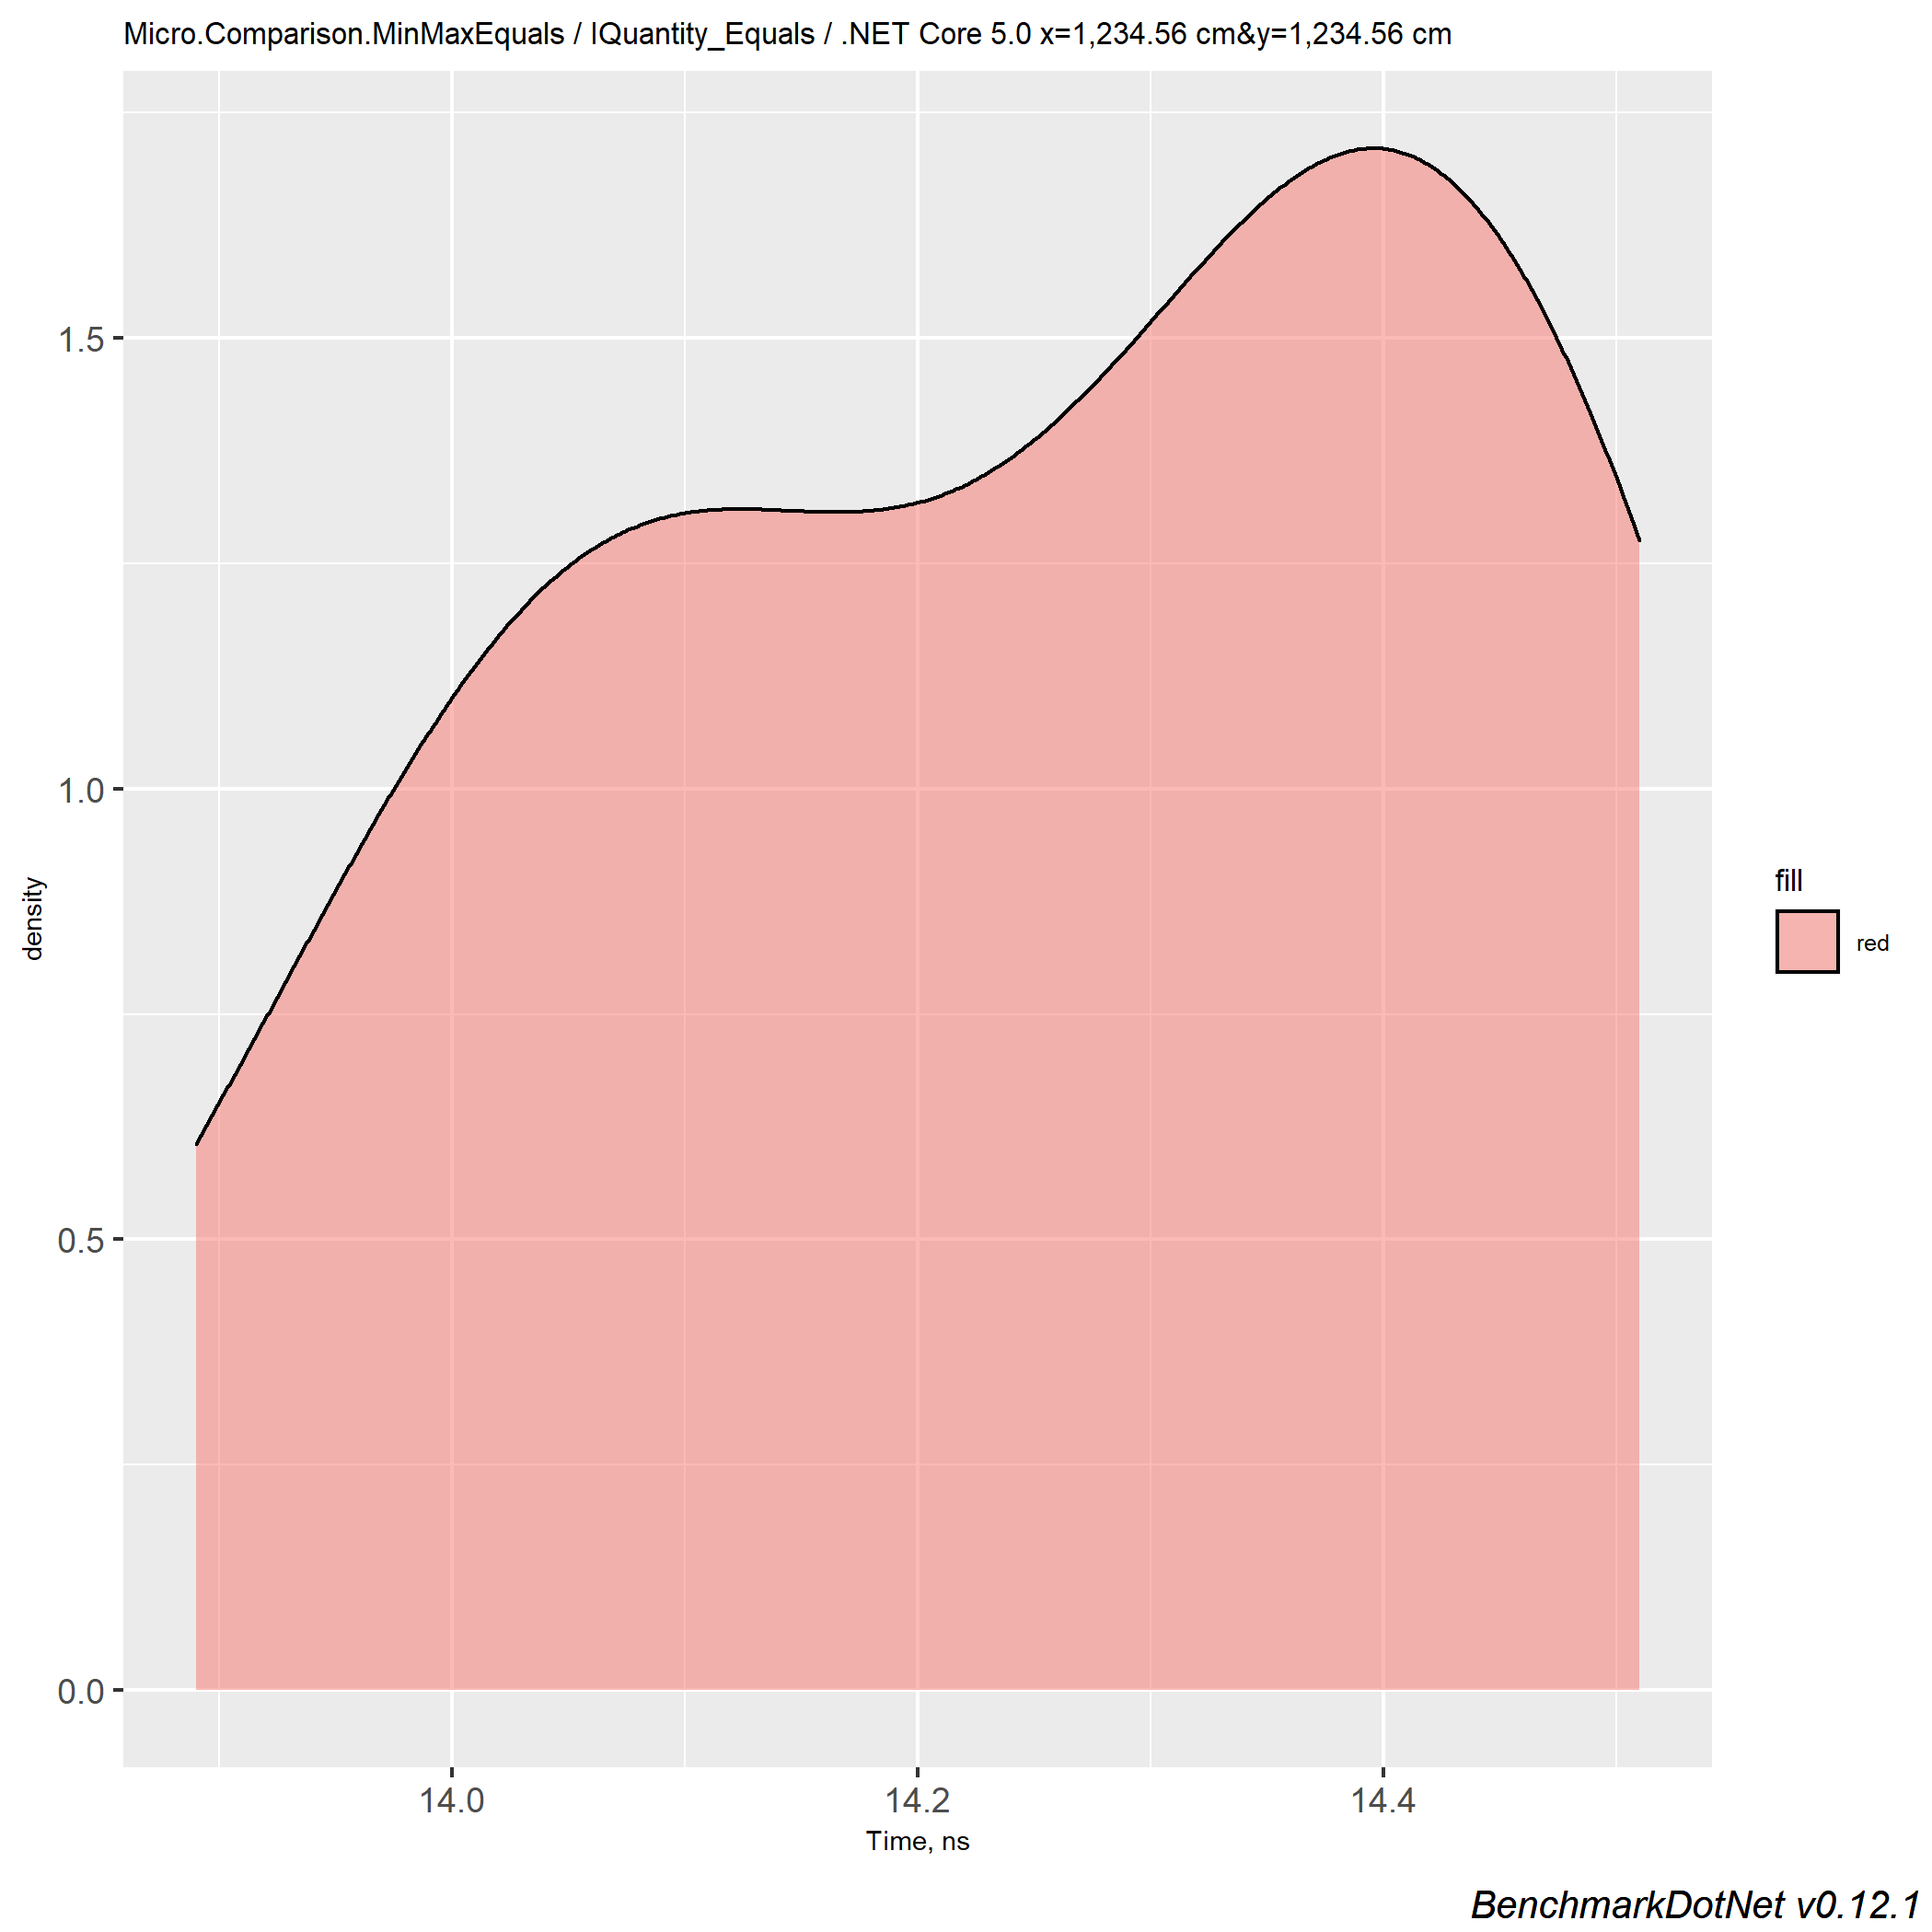 Micro.Comparison.MinMaxEquals / IQuantity_Equals / .NET Core 5.0 x=1,234.56 cm&y=1,234.56 cm
1.5
1.0
0.5
0.0
density
14.0 14.2 14.4
Time, ns
fill
red
BenchmarkDotNet v0.12.1